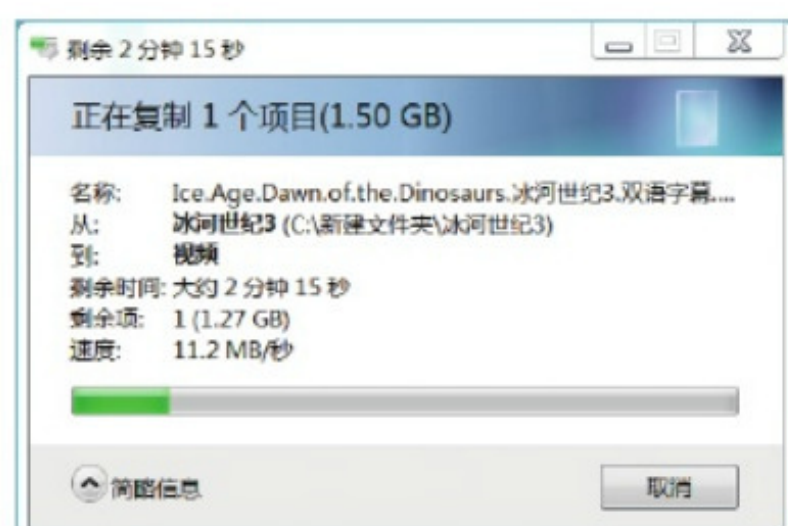 剩余 2 分钟 15 秒
正在复制 1 个项目(1.50 GB)
名称: Ice.Age.Dawn.of.the.Dinosaurs.冰河世纪3.双语字幕....
从: 冰河世纪3 (C:\新建文件夹\冰河世纪3)
到: 视频
剩余时间: 大约 2 分钟 15 秒
剩余项: 1 (1.27 GB)
速度: 11.2 MB/秒
简略信息
取消